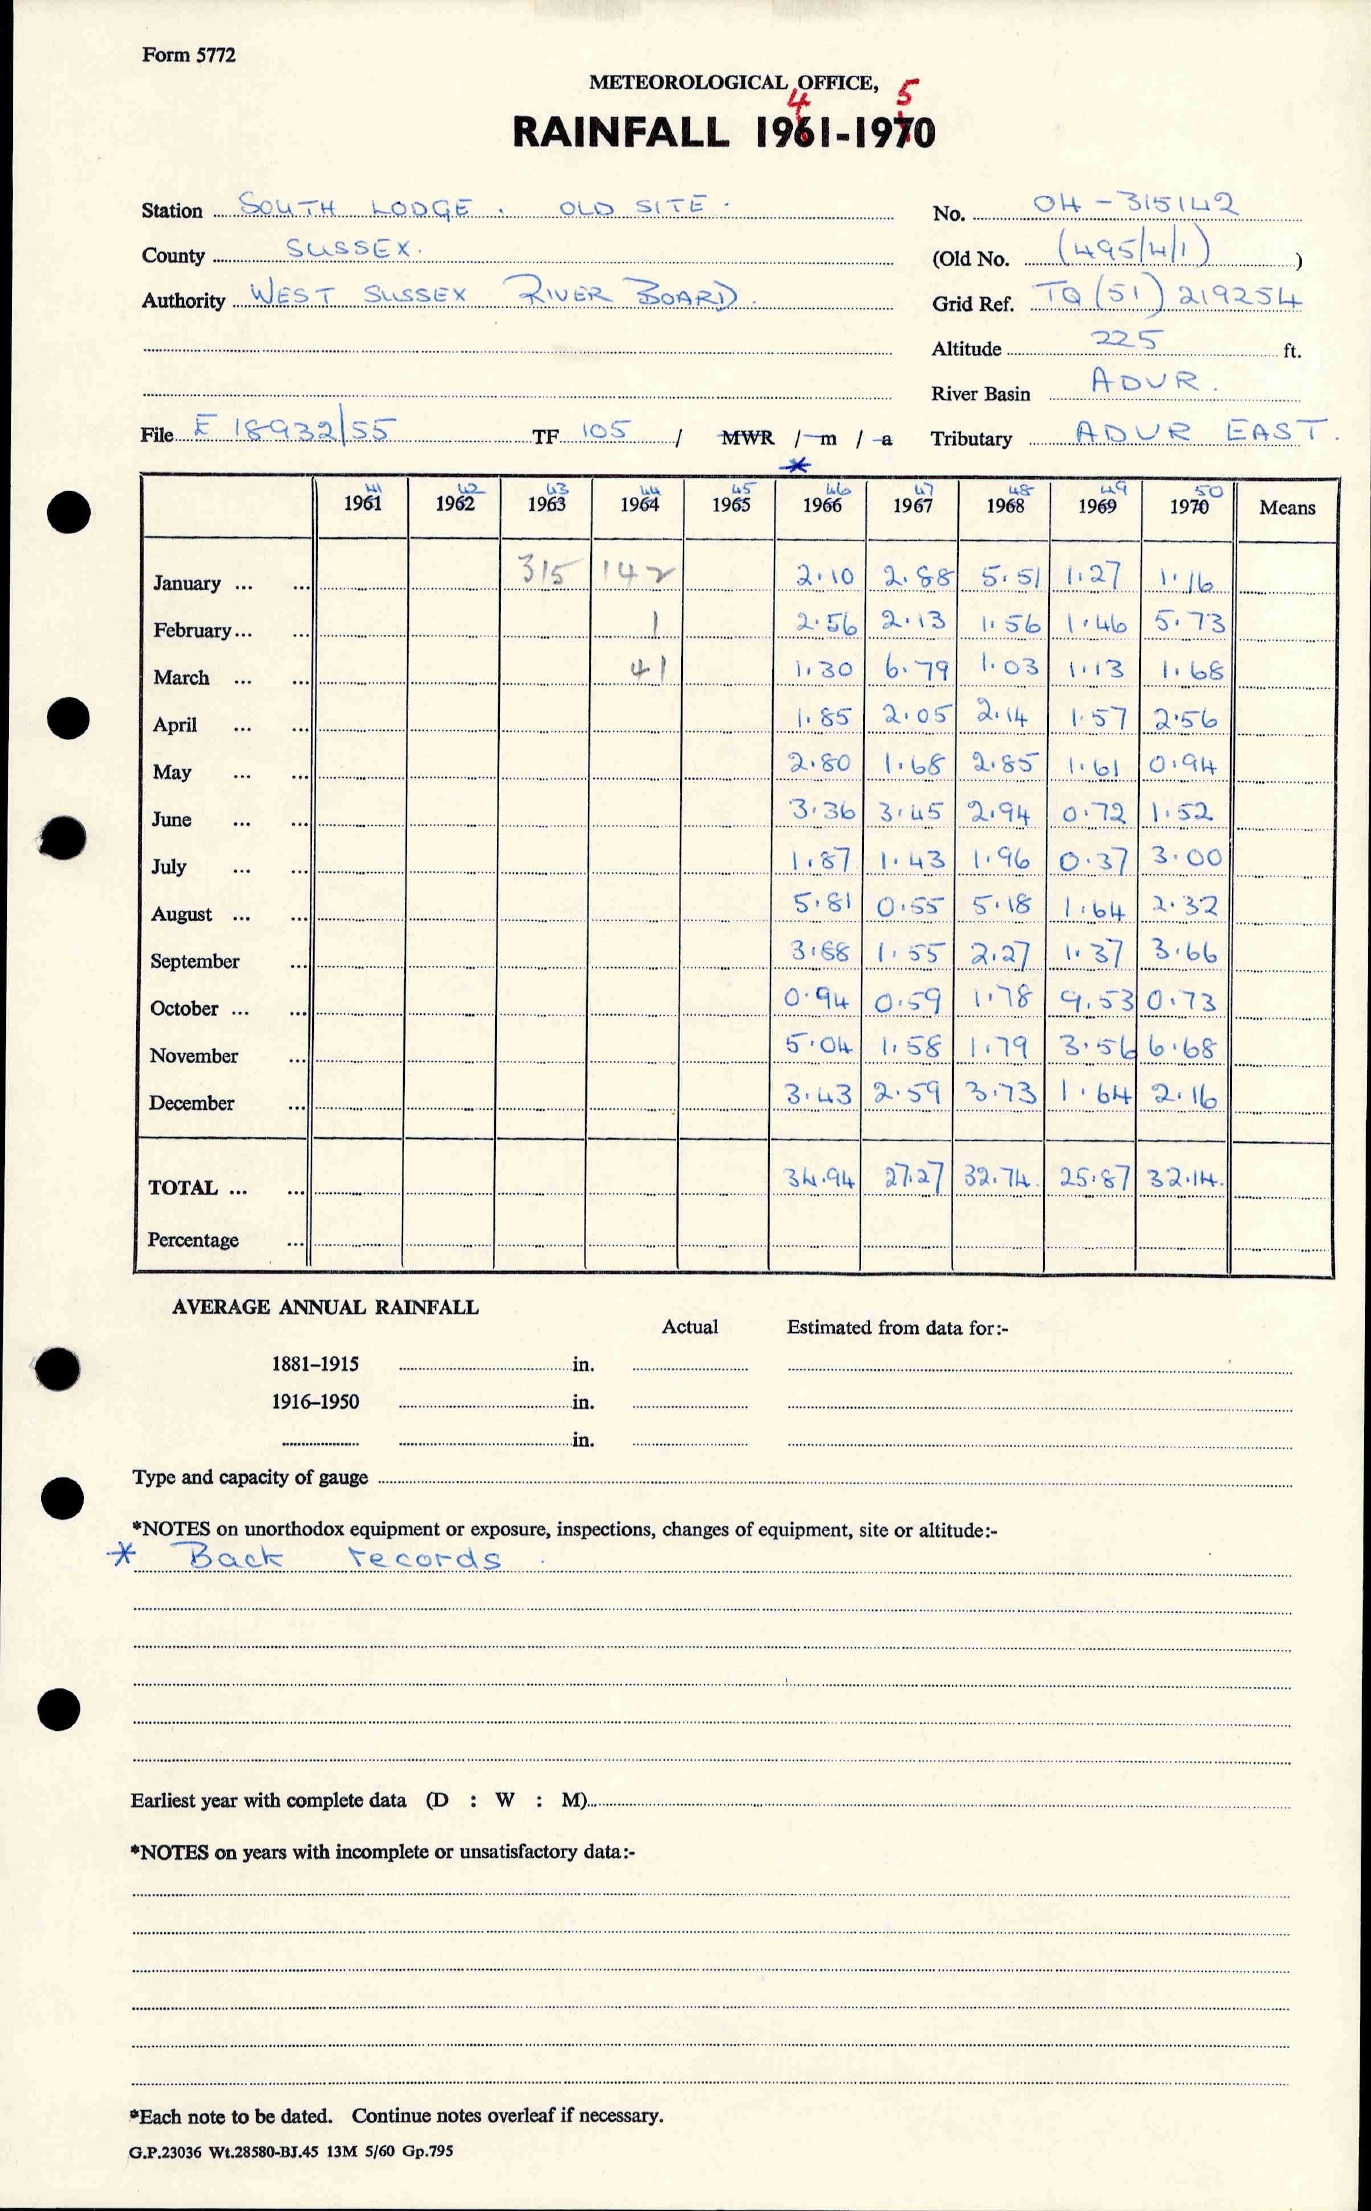 Form 5772
METEOROLOGICAL OFFICE,
4 5
RAINFALL 1961-1970
Station SOUTH LODGE. OLD SITE. No. 04-315142
County SUSSEX. (Old No. (495/4/1) )
Authority WEST SUSSEX RIVER BOARD. Grid Ref. TQ (51) 219254
Altitude 225 ft.
River Basin ADUR.
File E 18932/55 TF 105 / MWR / m / a Tributary ADUR EAST.
*
41 42 43 44 45 46 47 48 49 50
1961 1962 1963 1964 1965 1966 1967 1968 1969 1970 Means
January ... ... 315 142 2.10 2.88 5.51 1.27 1.16
February ... ... 1 2.56 2.13 1.56 1.46 5.73
March ... ... 41 1.30 6.79 1.03 1.13 1.68
April ... ... 1.85 2.05 2.14 1.57 2.56
May ... ... 2.80 1.68 2.85 1.61 0.94
June ... ... 3.36 3.45 2.94 0.72 1.52
July ... ... 1.87 1.43 1.96 0.37 3.00
August ... ... 5.81 0.55 5.18 1.64 2.32
September ... 3.88 1.55 2.27 1.37 3.66
October ... ... 0.94 0.59 1.78 9.53 0.73
November ... 5.04 1.58 1.79 3.56 6.68
December ... 3.43 2.59 3.73 1.64 2.16
TOTAL ... ... 34.94 27.27 32.74. 25.87 32.14.
Percentage ...
AVERAGE ANNUAL RAINFALL
Actual Estimated from data for:-
1881–1915 in.
1916–1950 in.
in.
Type and capacity of gauge
*NOTES on unorthodox equipment or exposure, inspections, changes of equipment, site or altitude:-
* Back records.
Earliest year with complete data (D : W : M)
*NOTES on years with incomplete or unsatisfactory data:-
*Each note to be dated. Continue notes overleaf if necessary.
G.P.23036 Wt.28580-BJ.45 13M 5/60 Gp.795